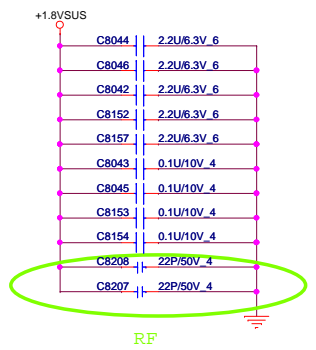 +1.8VSUS
C8044 2.2U/6.3V_6
C8046 2.2U/6.3V_6
C8042 2.2U/6.3V_6
C8152 2.2U/6.3V_6
C8157 2.2U/6.3V_6
C8043 0.1U/10V_4
C8045 0.1U/10V_4
C8153 0.1U/10V_4
C8154 0.1U/10V_4
C8208 22P/50V_4
C8207 22P/50V_4
RF